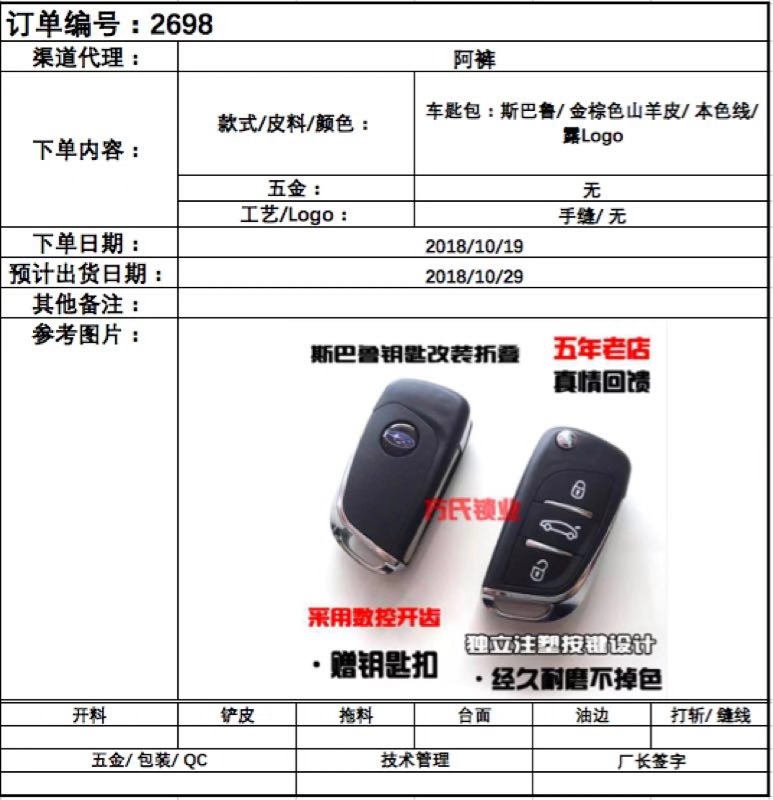 订单编号：2698
渠道代理：
阿裤
下单内容：
款式/皮料/颜色：
车匙包：斯巴鲁/ 金棕色山羊皮/ 本色线/
露Logo
五金：
无
工艺/Logo：
手缝/ 无
下单日期：
2018/10/19
预计出货日期：
2018/10/29
其他备注：
参考图片：
斯巴鲁钥匙改装折叠
五年老店
真情回馈
万氏锁业
采用数控开齿
·赠钥匙扣
独立注塑按键设计
·经久耐磨不掉色
开料
铲皮
拖料
台面
油边
打斩/ 缝线
五金/ 包装/ QC
技术管理
厂长签字